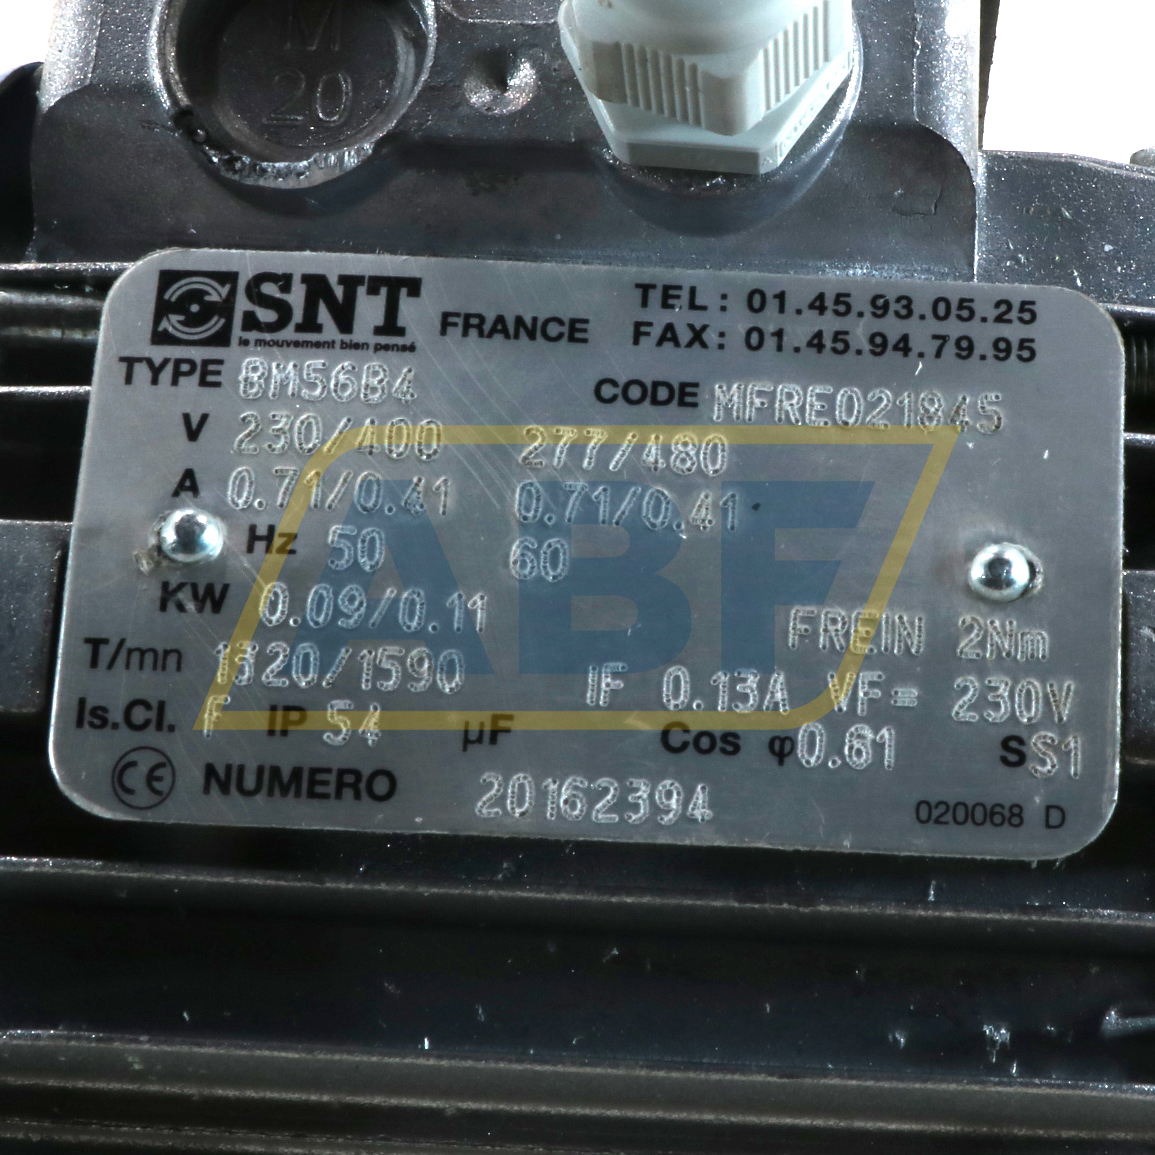 M
20
SNT FRANCE TEL : 01.45.93.05.25
le mouvement bien pensé FAX : 01.45.94.79.95
TYPE BM56B4 CODE MFRE021845
V 230/400 277/480
A 0.71/0.41 0.71/0.41
Hz 50 60
KW 0.09/0.11 FREIN 2Nm
T/mn 1320/1590 IF 0.13A VF= 230V
Is.Cl. F IP 54 µF Cos φ 0.61 S S1
CE NUMERO 20162394 020068 D
ABF